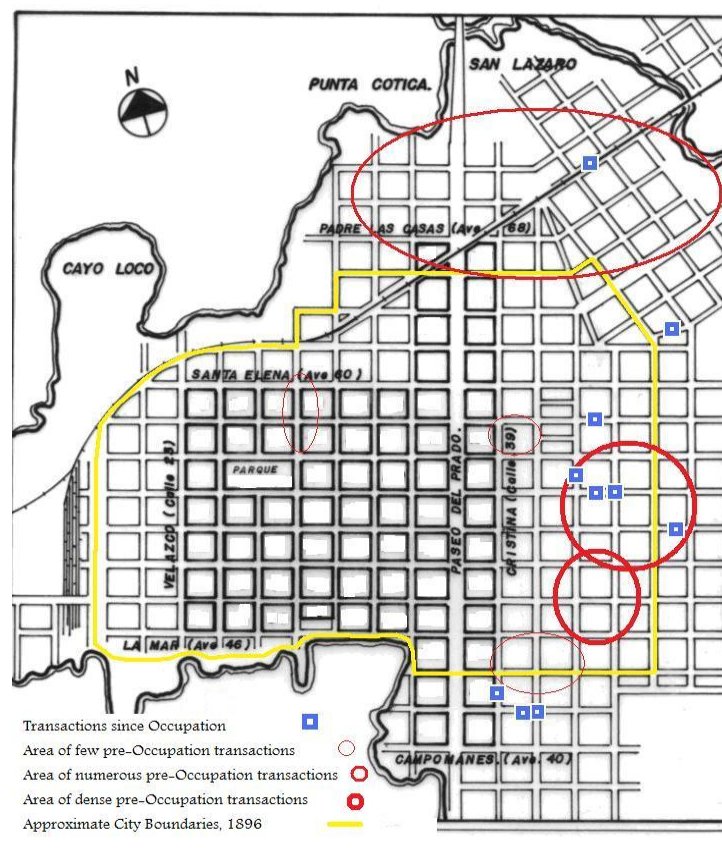 SAN LAZARO
PUNTA COTICA.
N
PADRE LAS CASAS (Ave. 68)
CAYO LOCO
SANTA ELENA. (Ave 60)
PARQUE
VELAZCO (Calle 23)
PASEO DEL PRADO.
CRISTINA (Calle 39)
LA MAR (Ave 46)
CAMPOMANES. (Ave. 40)
Transactions since Occupation
Area of few pre-Occupation transactions
Area of numerous pre-Occupation transactions
Area of dense pre-Occupation transactions
Approximate City Boundaries, 1896